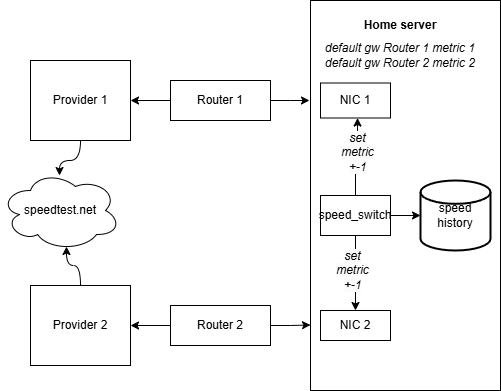 Home server
default gw Router 1 metric 1
default gw Router 2 metric 2
Provider 1
Router 1
NIC 1
set
metric
+-1
speedtest.net
speed_switch
speed
history
set
metric
+-1
Provider 2
Router 2
NIC 2